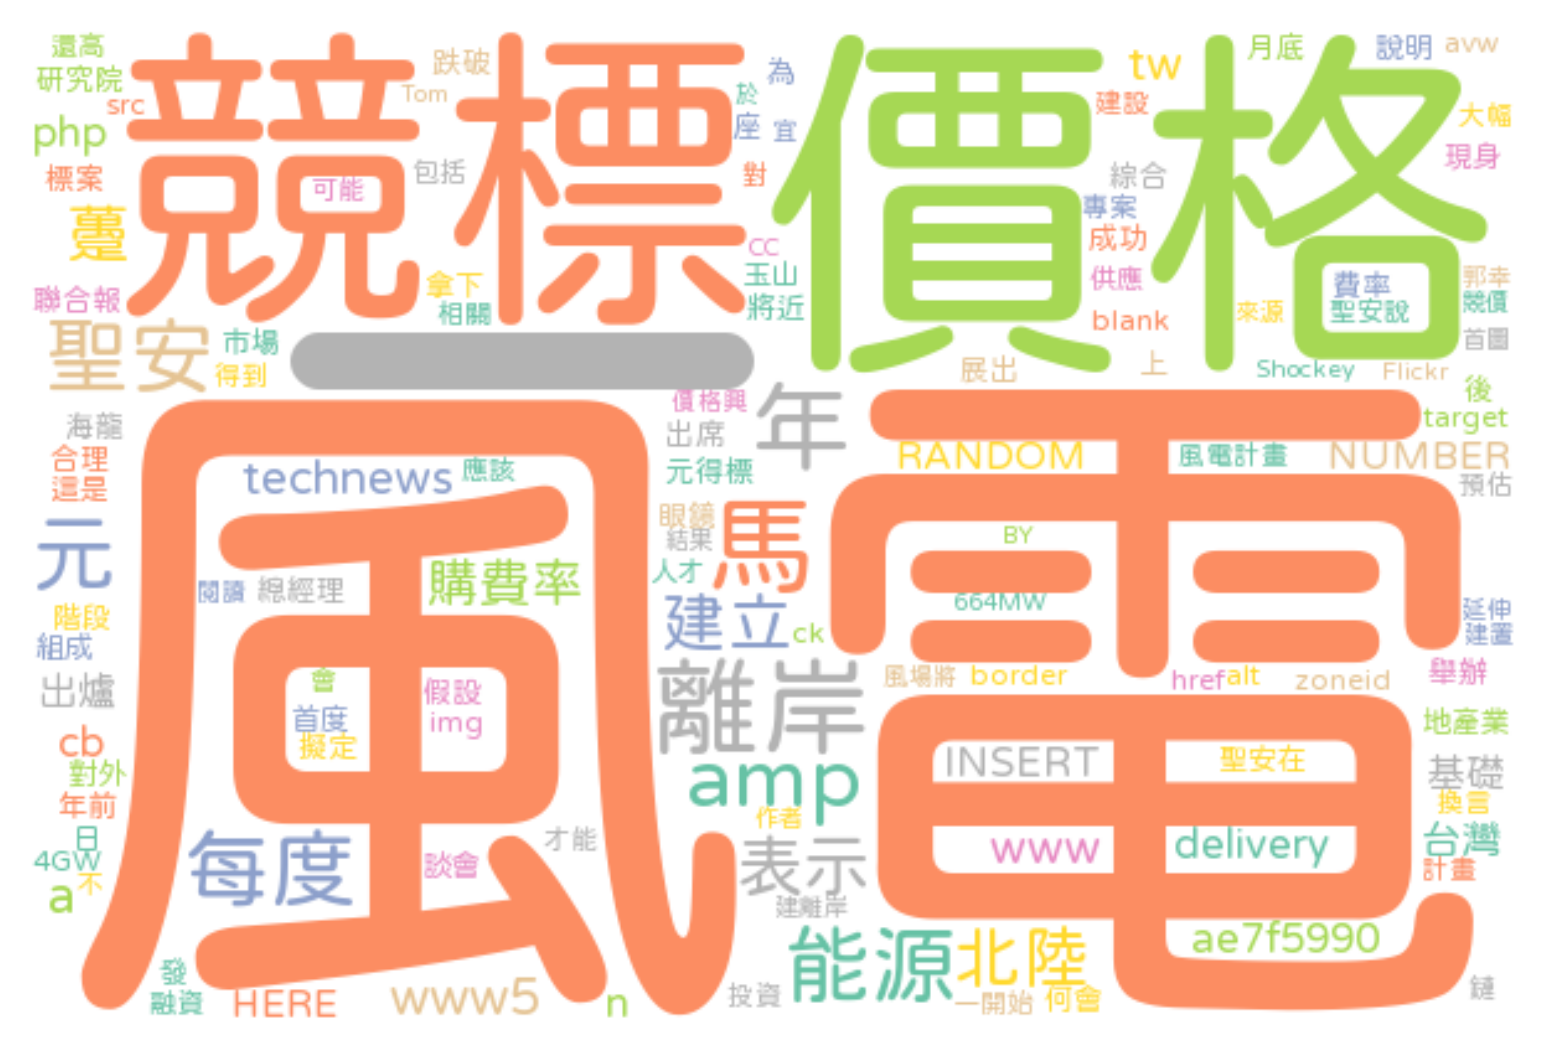 還高
研究院
src
php
標案
躉
聯合報
競標
可能
跌破
Tom
包括
拿下
相關
為
於
座
宜
對
cc
玉山
將近
價格
tw
建設
綜合
專案
成功
供應
blank
月底
說明
avw
大幅
現身
費率
聖安說
來源
郭幸
競價
首圖
聖安
市場
得到
一
展出
上
Shockey
Flickr
後
target
海龍
合理
這是
元
階段
組成
出爐
cb
對外
年前
日
4GW
不
a
風
technews
應該
閱讀
總經理
購費率
會
首度
擬定
假設
img
每度
談會
才能
發
融資
HERE
www5
n
價格興
出席
元得標
年
眼鏡
結果
人才
馬
建立
ck
離岸
amp
作者
表示
建離岸
能源
北陸
投資
一開始
何會
電
RANDOM
風電計畫
NUMBER
預估
BY
664MW
延伸
建置
風場將
border
href
alt
zoneid
舉辦
地產業
INSERT
聖安在
基礎
換言
www
delivery
台灣
計畫
ae7f5990
鏈